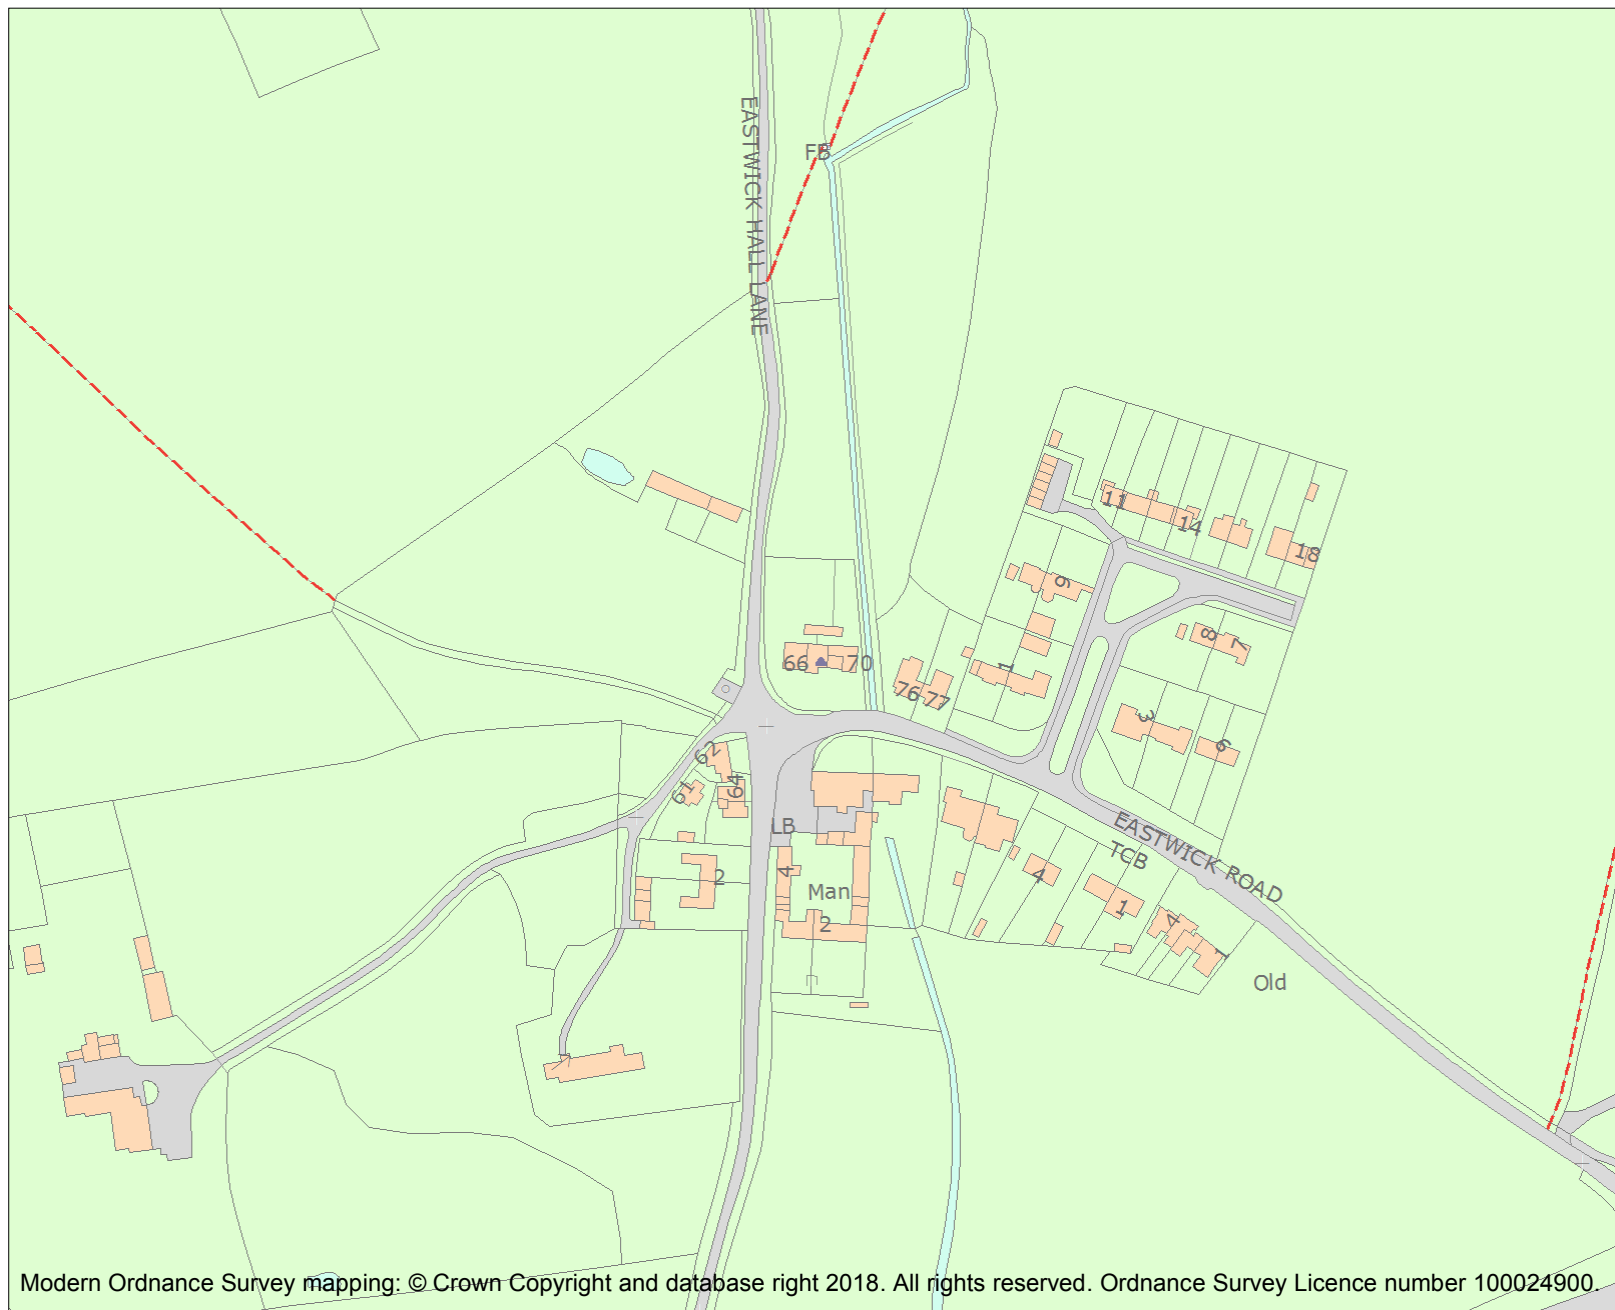 EASTWICK HALL LANE
FB
11
14
18
9
8
7
1
66
70
76
77
3
6
62
61
64
LB
EASTWICK ROAD
TCB
2
4
Man
2
4
1
4
1
Old
Modern Ordnance Survey mapping: © Crown Copyright and database right 2018. All rights reserved. Ordnance Survey Licence number 100024900.